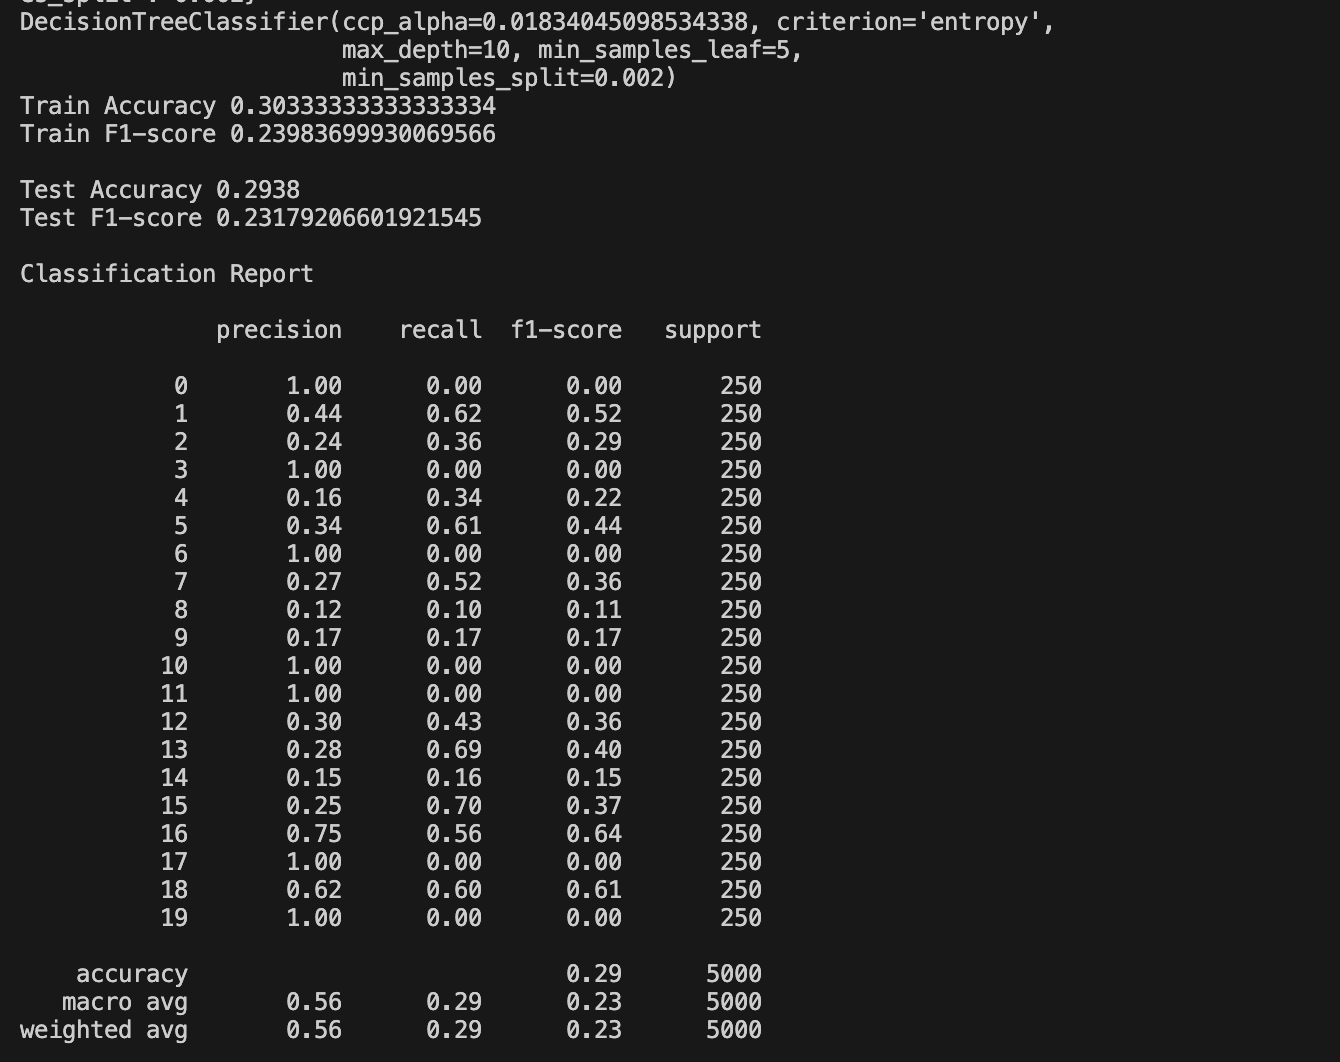 DecisionTreeClassifier(ccp_alpha=0.01834045098534338, criterion='entropy',
max_depth=10, min_samples_leaf=5,
min_samples_split=0.002)
Train Accuracy 0.30333333333333334
Train F1-score 0.23983699930069566
Test Accuracy 0.2938
Test F1-score 0.23179206601921545
Classification Report
precision recall f1-score support
0 1.00 0.00 0.00 250
1 0.44 0.62 0.52 250
2 0.24 0.36 0.29 250
3 1.00 0.00 0.00 250
4 0.16 0.34 0.22 250
5 0.34 0.61 0.44 250
6 1.00 0.00 0.00 250
7 0.27 0.52 0.36 250
8 0.12 0.10 0.11 250
9 0.17 0.17 0.17 250
10 1.00 0.00 0.00 250
11 1.00 0.00 0.00 250
12 0.30 0.43 0.36 250
13 0.28 0.69 0.40 250
14 0.15 0.16 0.15 250
15 0.25 0.70 0.37 250
16 0.75 0.56 0.64 250
17 1.00 0.00 0.00 250
18 0.62 0.60 0.61 250
19 1.00 0.00 0.00 250
accuracy 0.29 5000
macro avg 0.56 0.29 0.23 5000
weighted avg 0.56 0.29 0.23 5000